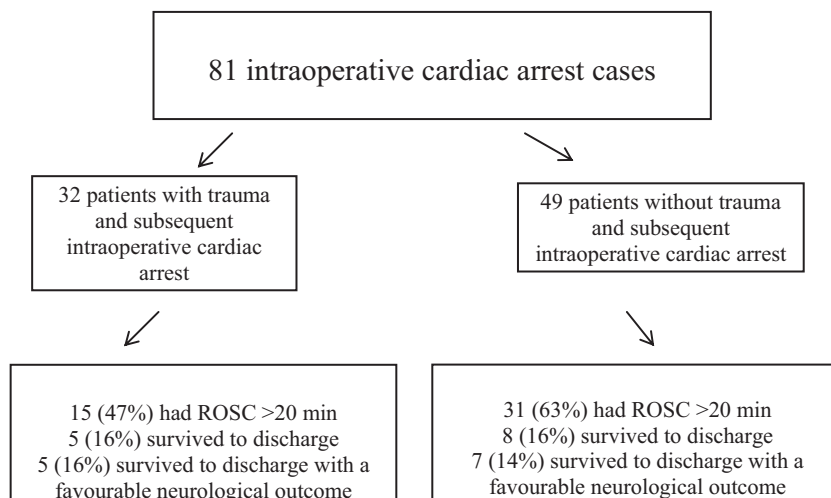 81 intraoperative cardiac arrest cases
32 patients with trauma
and subsequent
intraoperative cardiac
arrest
49 patients without trauma
and subsequent
intraoperative cardiac arrest
15 (47%) had ROSC >20 min
5 (16%) survived to discharge
5 (16%) survived to discharge with a
favourable neurological outcome
31 (63%) had ROSC >20 min
8 (16%) survived to discharge
7 (14%) survived to discharge with a
favourable neurological outcome